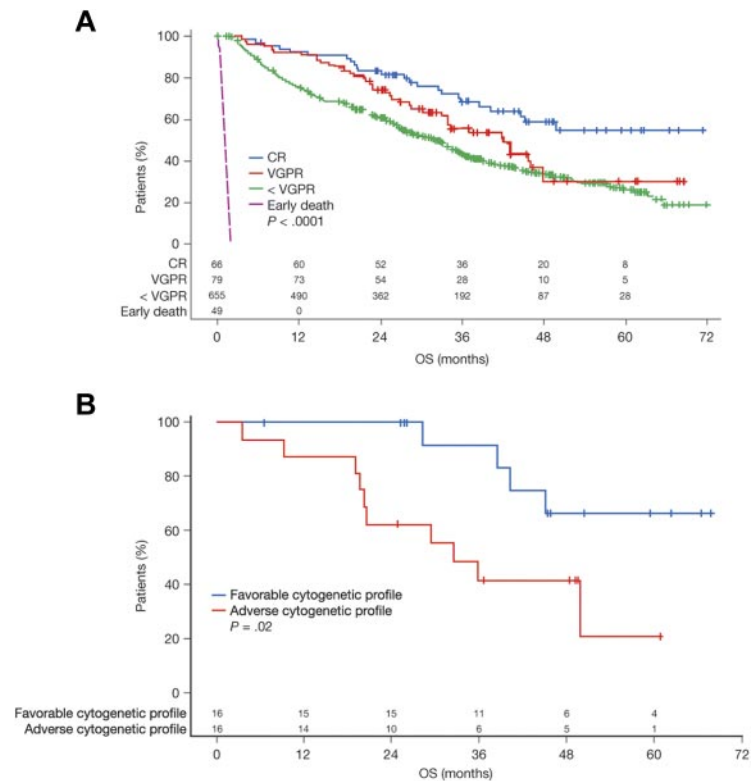 A
100
80
60
40
20
0
Patients (%)
CR
VGPR
< VGPR
Early death
P < .0001
CR 66 60 52 36 20 8
VGPR 79 73 54 28 10 5
< VGPR 655 490 362 192 87 28
Early death 49 0
0 12 24 36 48 60 72
OS (months)
B
100
80
60
40
20
0
Patients (%)
Favorable cytogenetic profile
Adverse cytogenetic profile
P = .02
Favorable cytogenetic profile 16 15 15 11 6 4
Adverse cytogenetic profile 16 14 10 6 5 1
0 12 24 36 48 60 72
OS (months)